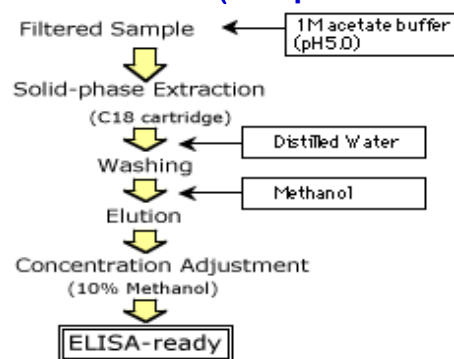 Filtered Sample
1M acetate buffer
(pH5.0)
Solid-phase Extraction
(C18 cartridge)
Distilled Water
Washing
Methanol
Elution
Concentration Adjustment
(10% Methanol)
ELISA-ready